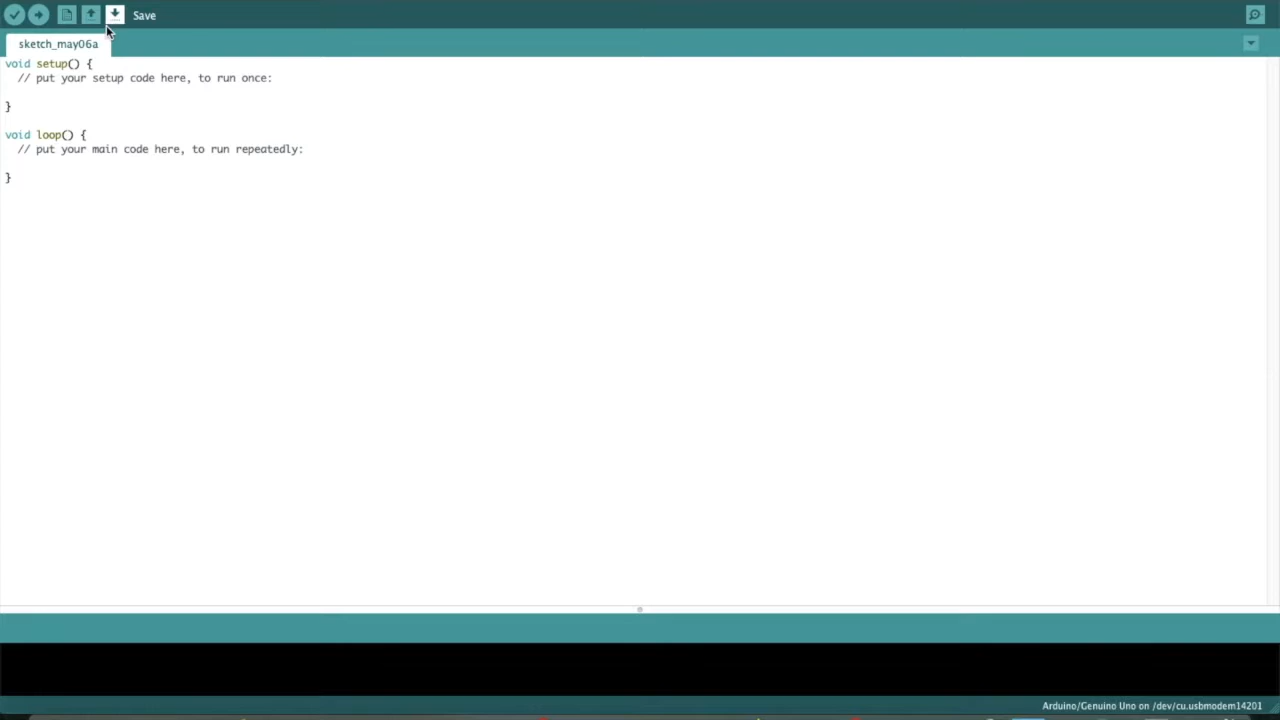 Save
sketch_may06a
void setup() {
  // put your setup code here, to run once:
}
void loop() {
  // put your main code here, to run repeatedly:
}
Arduino/Genuino Uno on /dev/cu.usbmodem14201